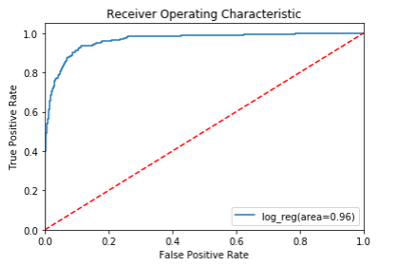 Receiver Operating Characteristic
True Positive Rate
1.0
0.8
0.6
0.4
0.2
0.0
log_reg(area=0.96)
0.0 0.2 0.4 0.6 0.8 1.0
False Positive Rate